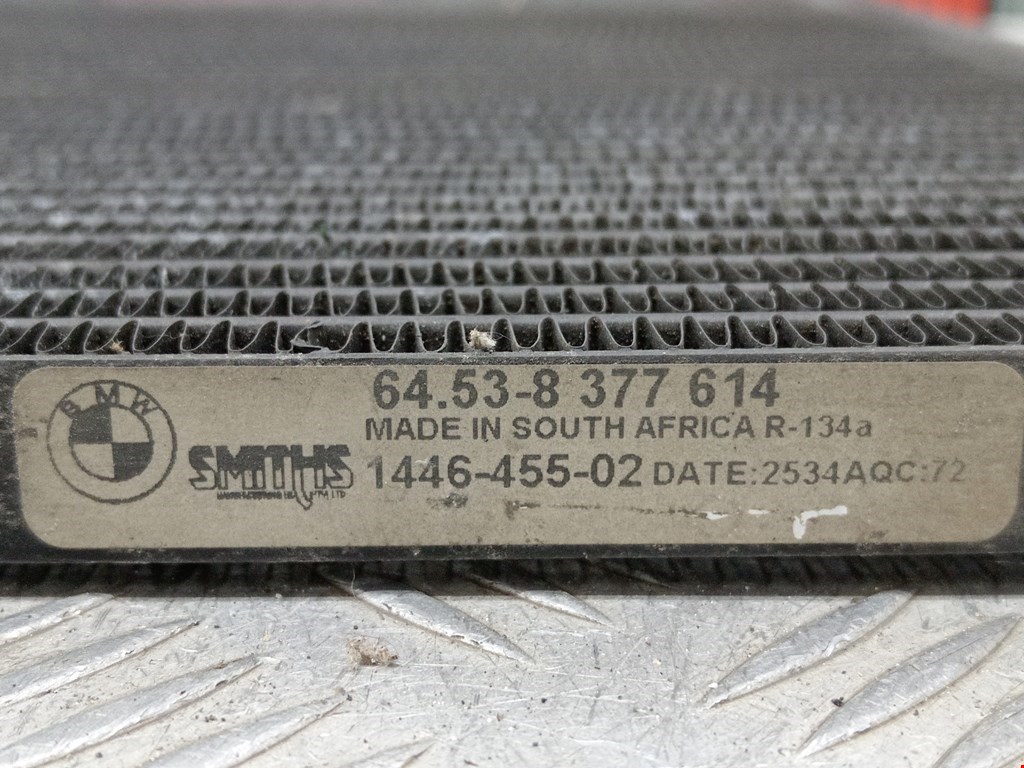 BMW
64.53-8 377 614
MADE IN SOUTH AFRICA R-134a
SMITHS
1446-455-02 DATE:2534AQC:72